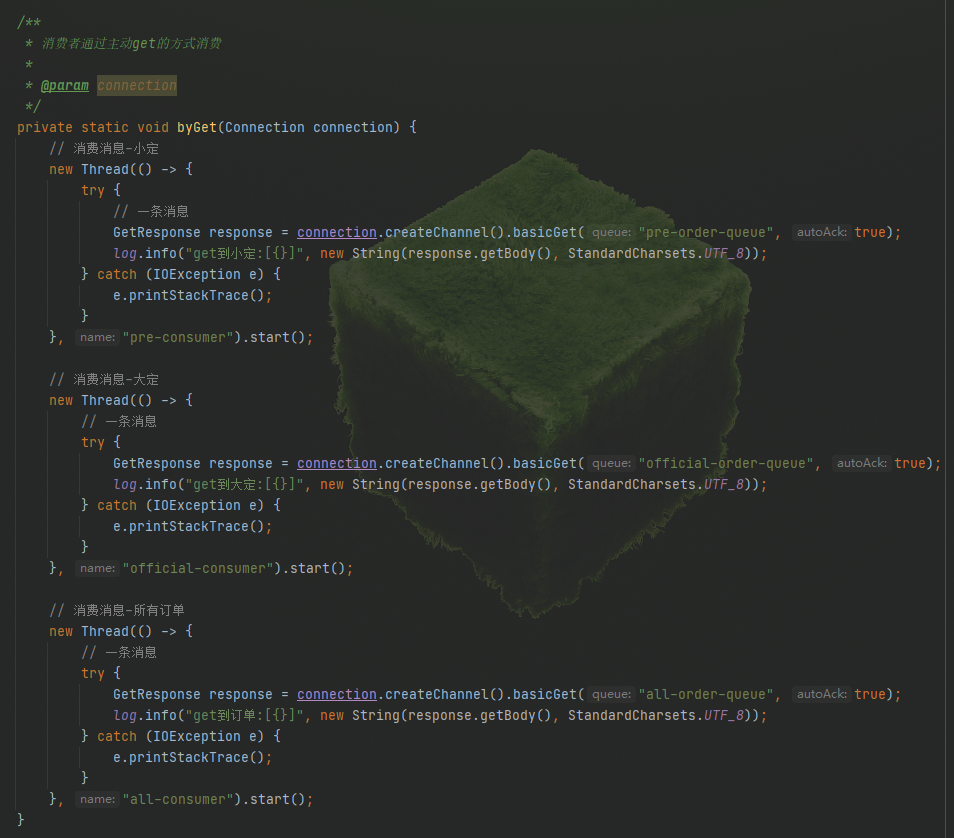 /**
 * 消费者通过主动get的方式消费
 *
 * @param connection
 */
private static void byGet(Connection connection) {
    // 消费消息-小定
    new Thread(() -> {
        try {
            // 一条消息
            GetResponse response = connection.createChannel().basicGet( queue: "pre-order-queue", autoAck: true);
            log.info("get到小定:[{}]", new String(response.getBody(), StandardCharsets.UTF_8));
        } catch (IOException e) {
            e.printStackTrace();
        }
    }, name: "pre-consumer").start();
    // 消费消息-大定
    new Thread(() -> {
        // 一条消息
        try {
            GetResponse response = connection.createChannel().basicGet( queue: "official-order-queue", autoAck: true);
            log.info("get到大定:[{}]", new String(response.getBody(), StandardCharsets.UTF_8));
        } catch (IOException e) {
            e.printStackTrace();
        }
    }, name: "official-consumer").start();
    // 消费消息-所有订单
    new Thread(() -> {
        // 一条消息
        try {
            GetResponse response = connection.createChannel().basicGet( queue: "all-order-queue", autoAck: true);
            log.info("get到订单:[{}]", new String(response.getBody(), StandardCharsets.UTF_8));
        } catch (IOException e) {
            e.printStackTrace();
        }
    }, name: "all-consumer").start();
}